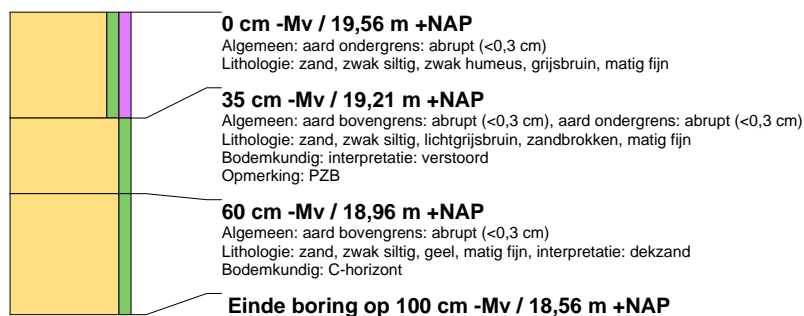 0 cm -Mv / 19,56 m +NAP
Algemeen: aard ondergrens: abrupt (<0,3 cm)
Lithologie: zand, zwak siltig, zwak humeus, grijsbruin, matig fijn
35 cm -Mv / 19,21 m +NAP
Algemeen: aard bovengrens: abrupt (<0,3 cm), aard ondergrens: abrupt (<0,3 cm)
Lithologie: zand, zwak siltig, lichtgrijsbruin, zandbrokken, matig fijn
Bodemkundig: interpretatie: verstoord
Opmerking: PZB
60 cm -Mv / 18,96 m +NAP
Algemeen: aard bovengrens: abrupt (<0,3 cm)
Lithologie: zand, zwak siltig, geel, matig fijn, interpretatie: dekzand
Bodemkundig: C-horizont
Einde boring op 100 cm -Mv / 18,56 m +NAP